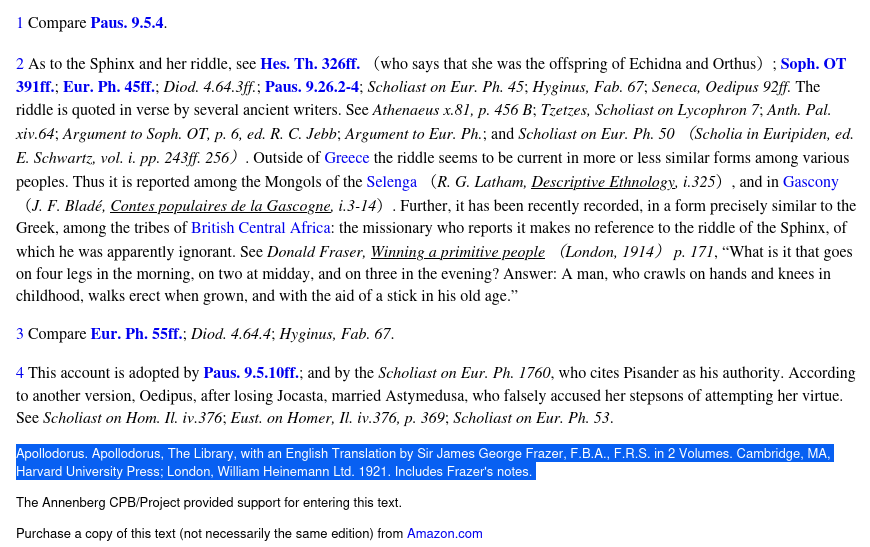 1 Compare Paus. 9.5.4.
2 As to the Sphinx and her riddle, see Hes. Th. 326ff. （who says that she was the offspring of Echidna and Orthus）; Soph. OT
391ff.; Eur. Ph. 45ff.; Diod. 4.64.3ff.; Paus. 9.26.2-4; Scholiast on Eur. Ph. 45; Hyginus, Fab. 67; Seneca, Oedipus 92ff. The
riddle is quoted in verse by several ancient writers. See Athenaeus x.81, p. 456 B; Tzetzes, Scholiast on Lycophron 7; Anth. Pal.
xiv.64; Argument to Soph. OT, p. 6, ed. R. C. Jebb; Argument to Eur. Ph.; and Scholiast on Eur. Ph. 50 （Scholia in Euripiden, ed.
E. Schwartz, vol. i. pp. 243ff. 256）. Outside of Greece the riddle seems to be current in more or less similar forms among various
peoples. Thus it is reported among the Mongols of the Selenga （R. G. Latham, Descriptive Ethnology, i.325）, and in Gascony
（J. F. Bladé, Contes populaires de la Gascogne, i.3-14）. Further, it has been recently recorded, in a form precisely similar to the
Greek, among the tribes of British Central Africa: the missionary who reports it makes no reference to the riddle of the Sphinx, of
which he was apparently ignorant. See Donald Fraser, Winning a primitive people （London, 1914） p. 171, “What is it that goes
on four legs in the morning, on two at midday, and on three in the evening? Answer: A man, who crawls on hands and knees in
childhood, walks erect when grown, and with the aid of a stick in his old age.”
3 Compare Eur. Ph. 55ff.; Diod. 4.64.4; Hyginus, Fab. 67.
4 This account is adopted by Paus. 9.5.10ff.; and by the Scholiast on Eur. Ph. 1760, who cites Pisander as his authority. According
to another version, Oedipus, after losing Jocasta, married Astymedusa, who falsely accused her stepsons of attempting her virtue.
See Scholiast on Hom. Il. iv.376; Eust. on Homer, Il. iv.376, p. 369; Scholiast on Eur. Ph. 53.
Apollodorus. Apollodorus, The Library, with an English Translation by Sir James George Frazer, F.B.A., F.R.S. in 2 Volumes. Cambridge, MA,
Harvard University Press; London, William Heinemann Ltd. 1921. Includes Frazer's notes.
The Annenberg CPB/Project provided support for entering this text.
Purchase a copy of this text (not necessarily the same edition) from Amazon.com